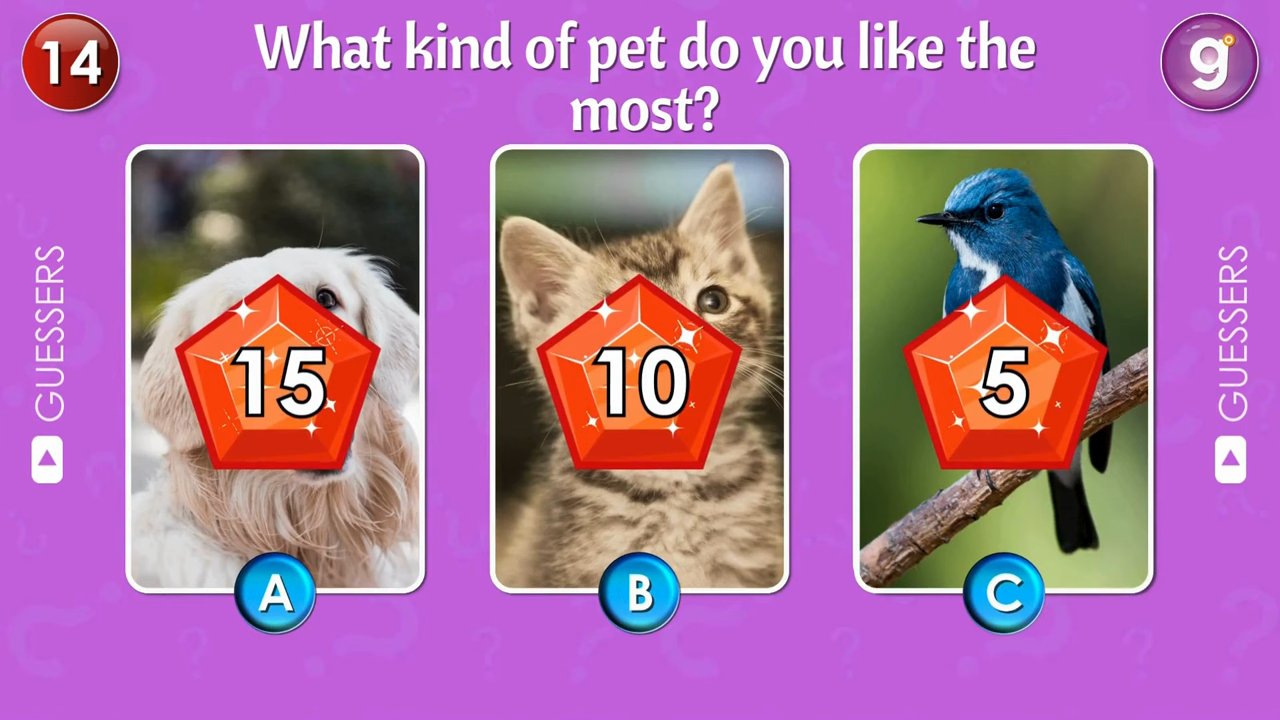 14
What kind of pet do you like the
most?
g
GUESSERS
15
10
5
GUESSERS
A
B
C